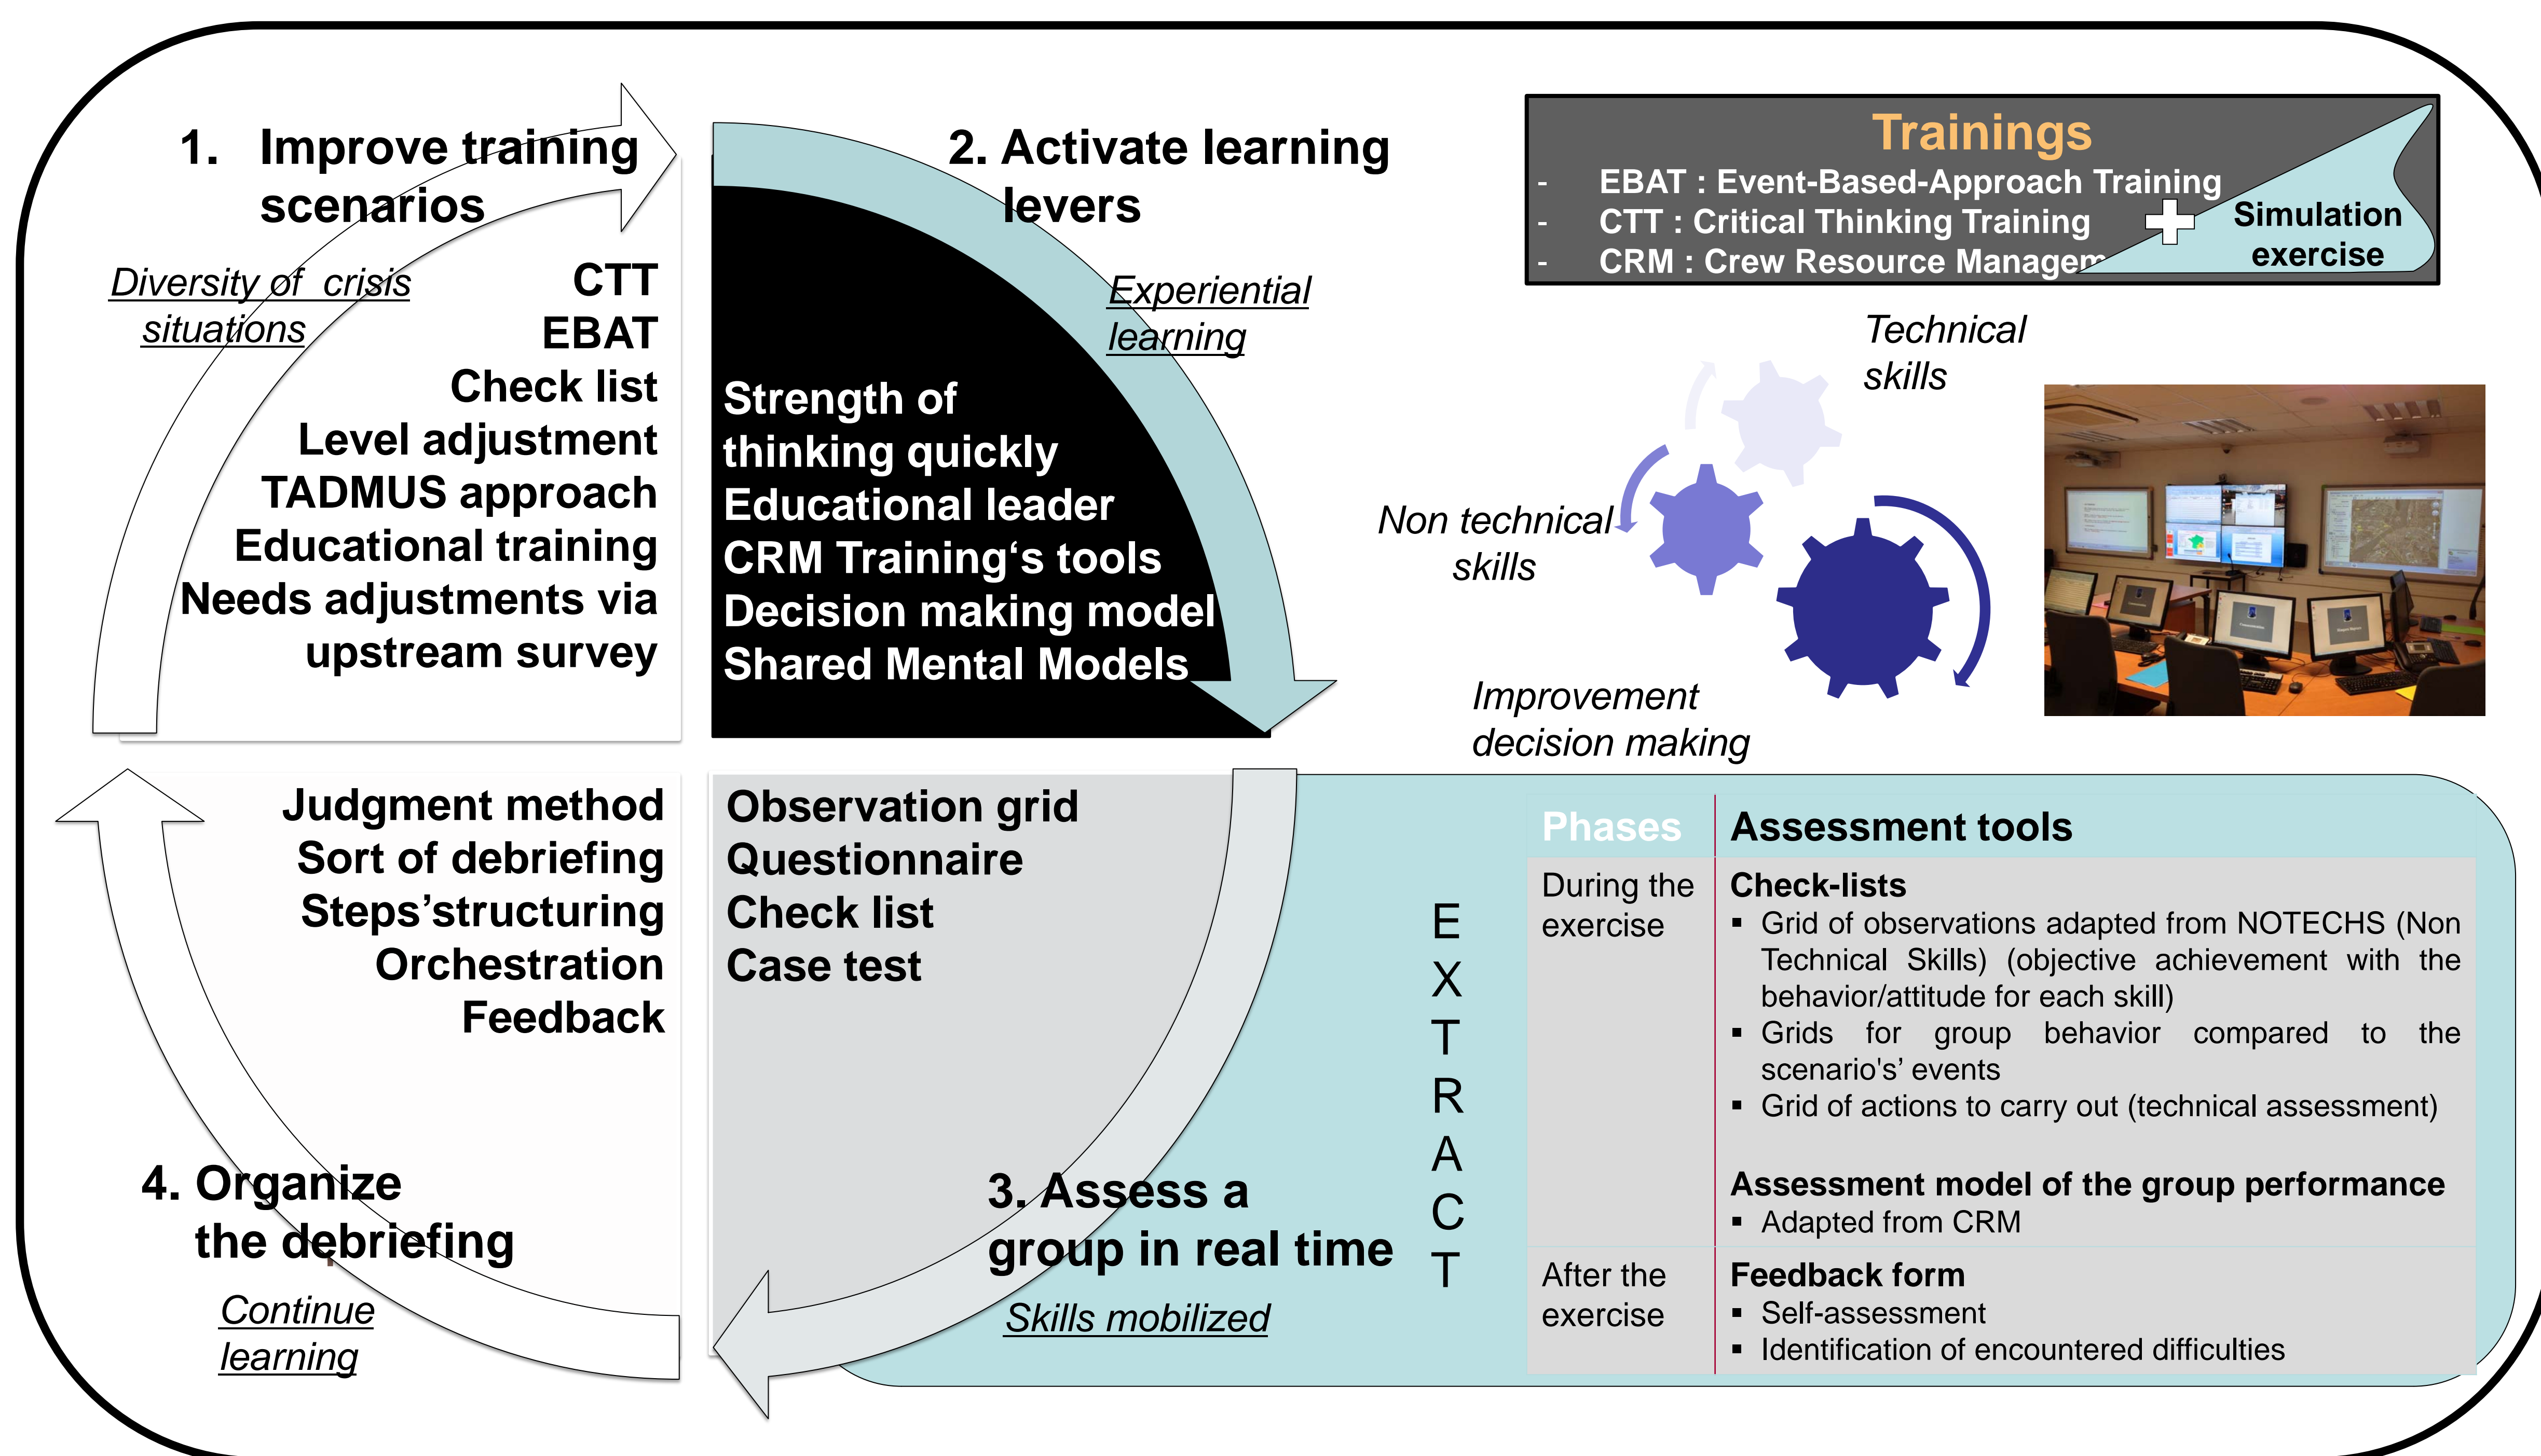 1. Improve training
scenarios
Diversity of crisis
situations
CTT
EBAT
Check list
Level adjustment
TADMUS approach
Educational training
Needs adjustments via
upstream survey
2. Activate learning
levers
Experiential
learning
Strength of
thinking quickly
Educational leader
CRM Training‘s tools
Decision making model
Shared Mental Models
Trainings
- EBAT : Event-Based-Approach Training
- CTT : Critical Thinking Training
- CRM : Crew Resource Managem
Simulation
exercise
Technical
skills
Non technical
skills
Improvement
decision making
Judgment method
Sort of debriefing
Steps’structuring
Orchestration
Feedback
4. Organize
the debriefing
Continue
learning
Observation grid
Questionnaire
Check list
Case test
3. Assess a
group in real time
Skills mobilized
E
X
T
R
A
C
T
Phases Assessment tools
During the
exercise
Check-lists
▪ Grid of observations adapted from NOTECHS (Non
Technical Skills) (objective achievement with the
behavior/attitude for each skill)
▪ Grids for group behavior compared to the
scenario's’ events
▪ Grid of actions to carry out (technical assessment)
Assessment model of the group performance
▪ Adapted from CRM
After the
exercise
Feedback form
▪ Self-assessment
▪ Identification of encountered difficulties